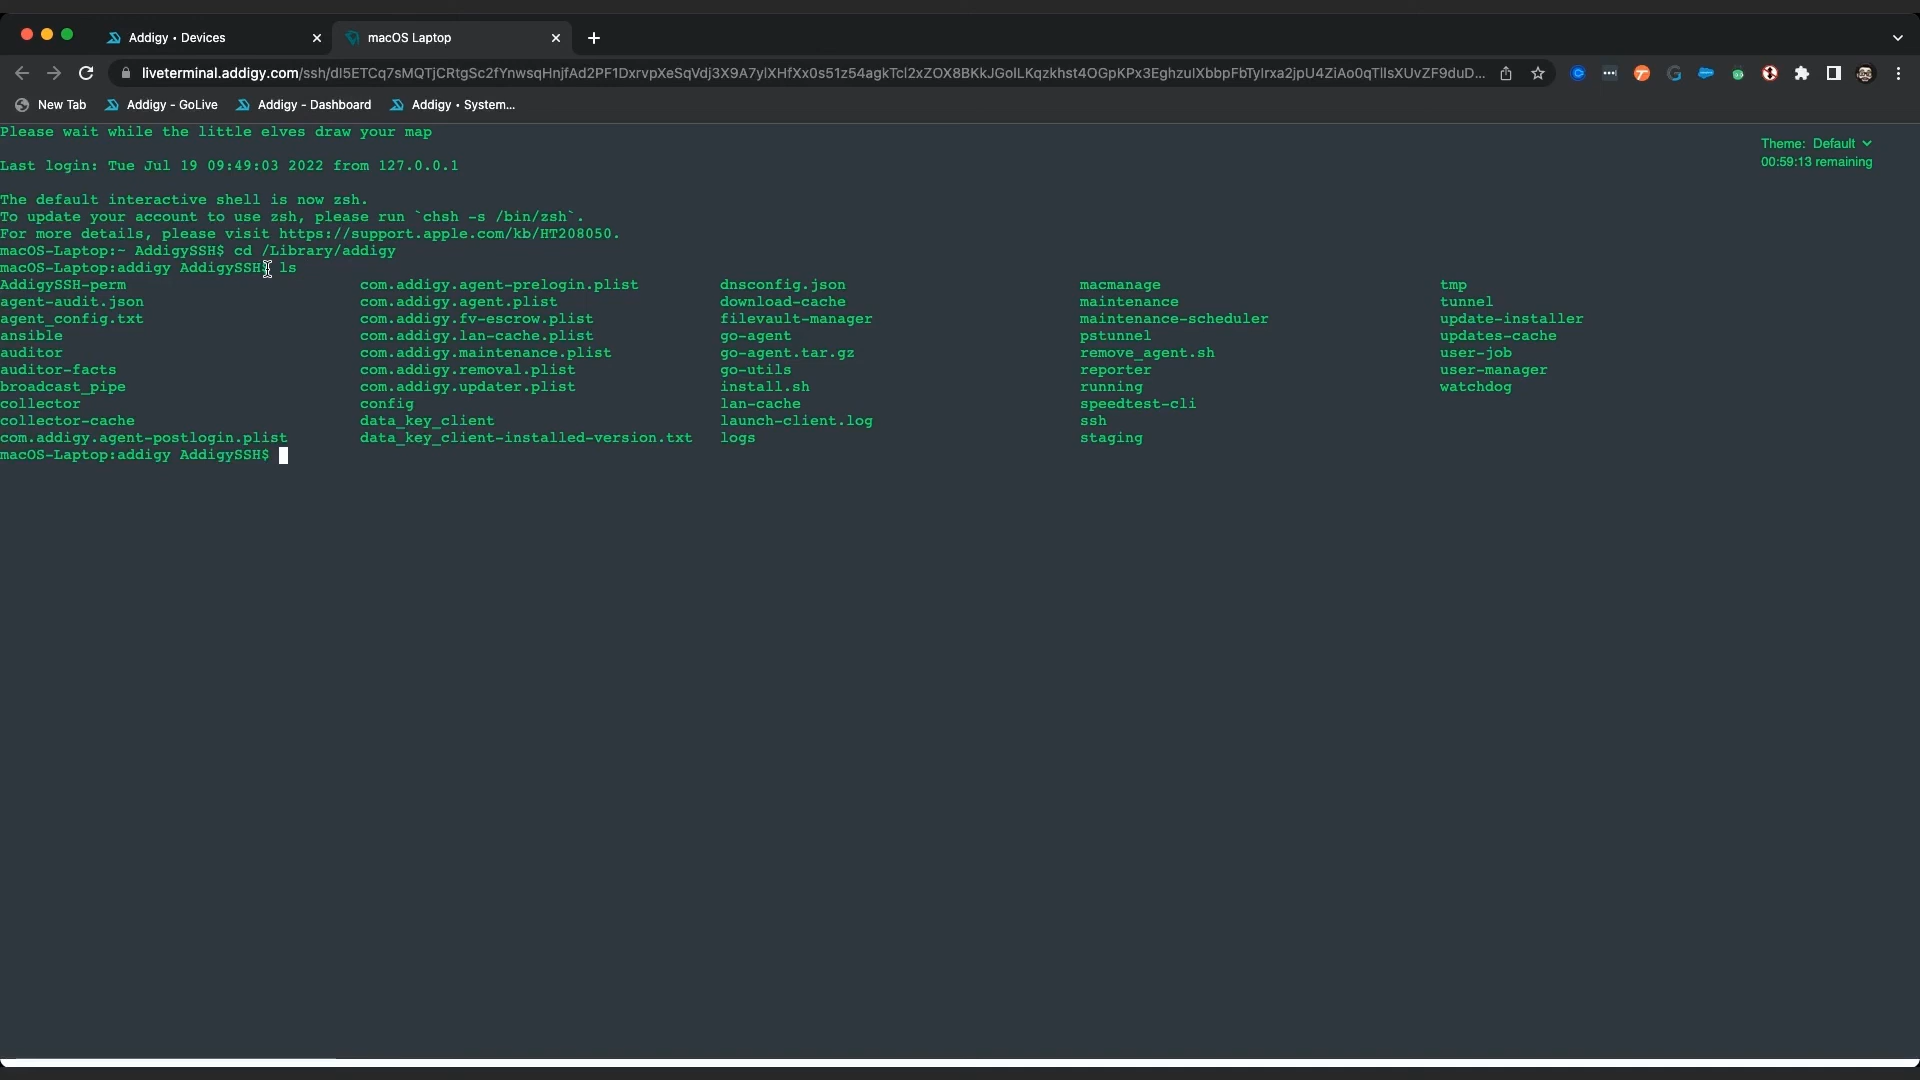 Addigy • Devices
macOS Laptop
liveterminal.addigy.com
New Tab
Addigy - GoLive
Addigy - Dashboard
Addigy • System...
Please wait while the little elves draw your map
Theme: Default
Last login: Tue Jul 19 09:49:03 2022 from 127.0.0.1
00:59:13 remaining
The default interactive shell is now zsh.
To update your account to use zsh, please run `chsh -s /bin/zsh`.
For more details, please visit https://support.apple.com/kb/HT208050.
macOS-Laptop:~ AddigySSH$ cd /Library/addigy
macOS-Laptop:addigy AddigySSH$ ls
AddigySSH-perm com.addigy.agent-prelogin.plist dnsconfig.json macmanage tmp
agent-audit.json com.addigy.agent.plist download-cache maintenance tunnel
agent_config.txt com.addigy.fv-escrow.plist filevault-manager maintenance-scheduler update-installer
ansible com.addigy.lan-cache.plist go-agent pstunnel updates-cache
auditor com.addigy.maintenance.plist go-agent.tar.gz remove_agent.sh user-job
auditor-facts com.addigy.removal.plist go-utils reporter user-manager
broadcast_pipe com.addigy.updater.plist install.sh running watchdog
collector config lan-cache speedtest-cli
collector-cache data_key_client launch-client.log ssh
com.addigy.agent-postlogin.plist data_key_client-installed-version.txt logs staging
macOS-Laptop:addigy AddigySSH$